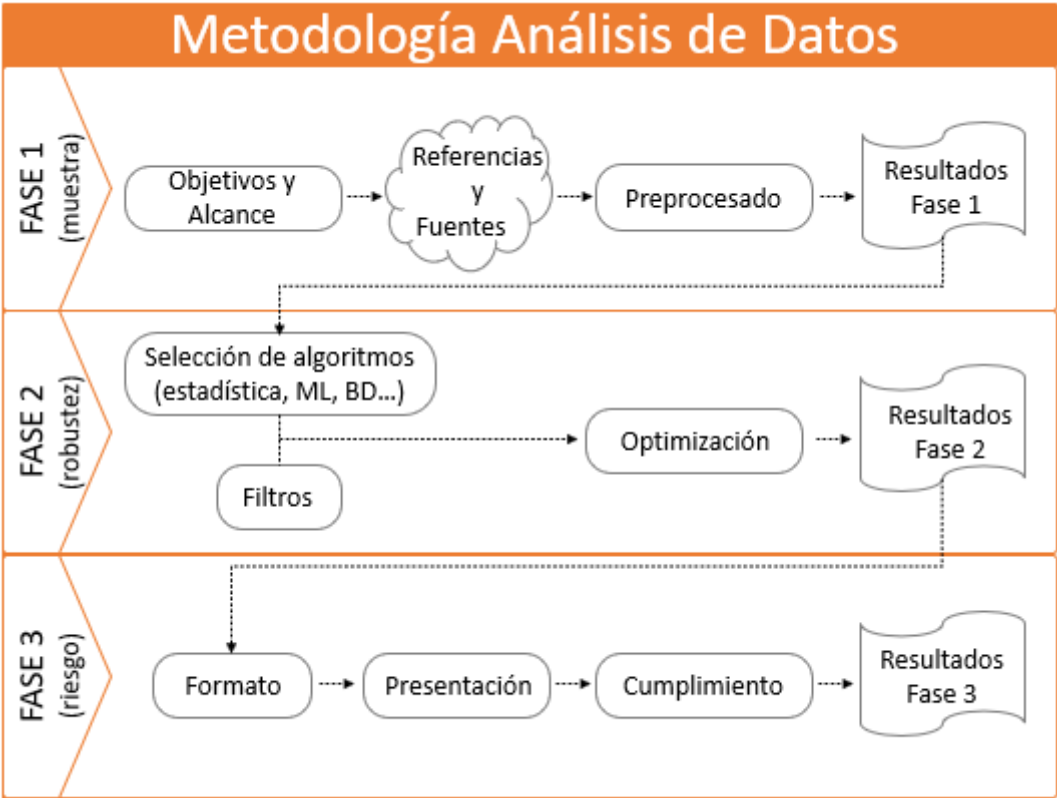 Metodología Análisis de Datos
FASE 1
(muestra)
Objetivos y
Alcance
Referencias
y
Fuentes
Preprocesado
Resultados
Fase 1
FASE 2
(robustez)
Selección de algoritmos
(estadística, ML, BD...)
Filtros
Optimización
Resultados
Fase 2
FASE 3
(riesgo)
Formato
Presentación
Cumplimiento
Resultados
Fase 3